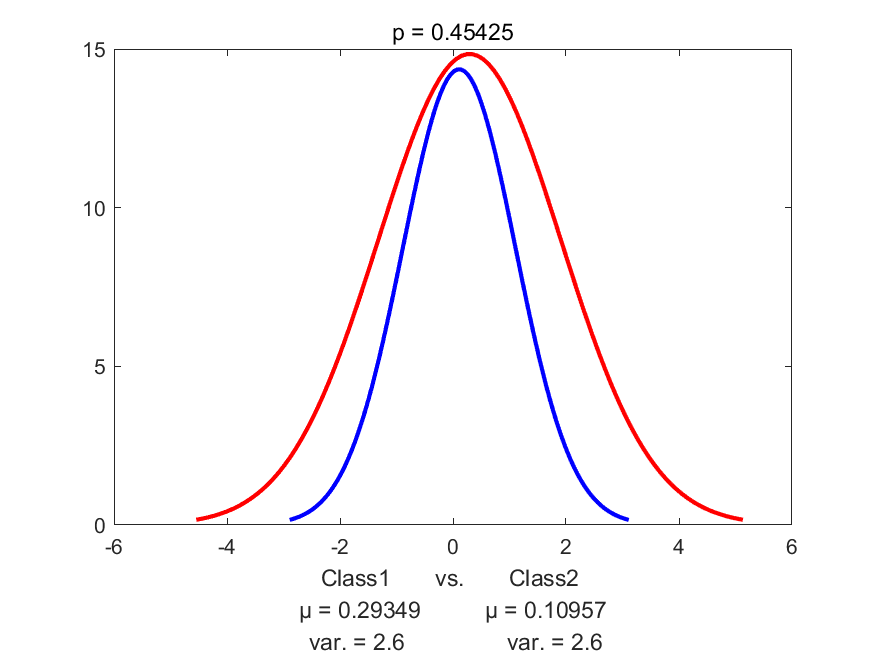 p = 0.45425
15
10
5
0
-6 -4 -2 0 2 4 6
Class1 vs. Class2
μ = 0.29349 μ = 0.10957
var. = 2.6 var. = 2.6